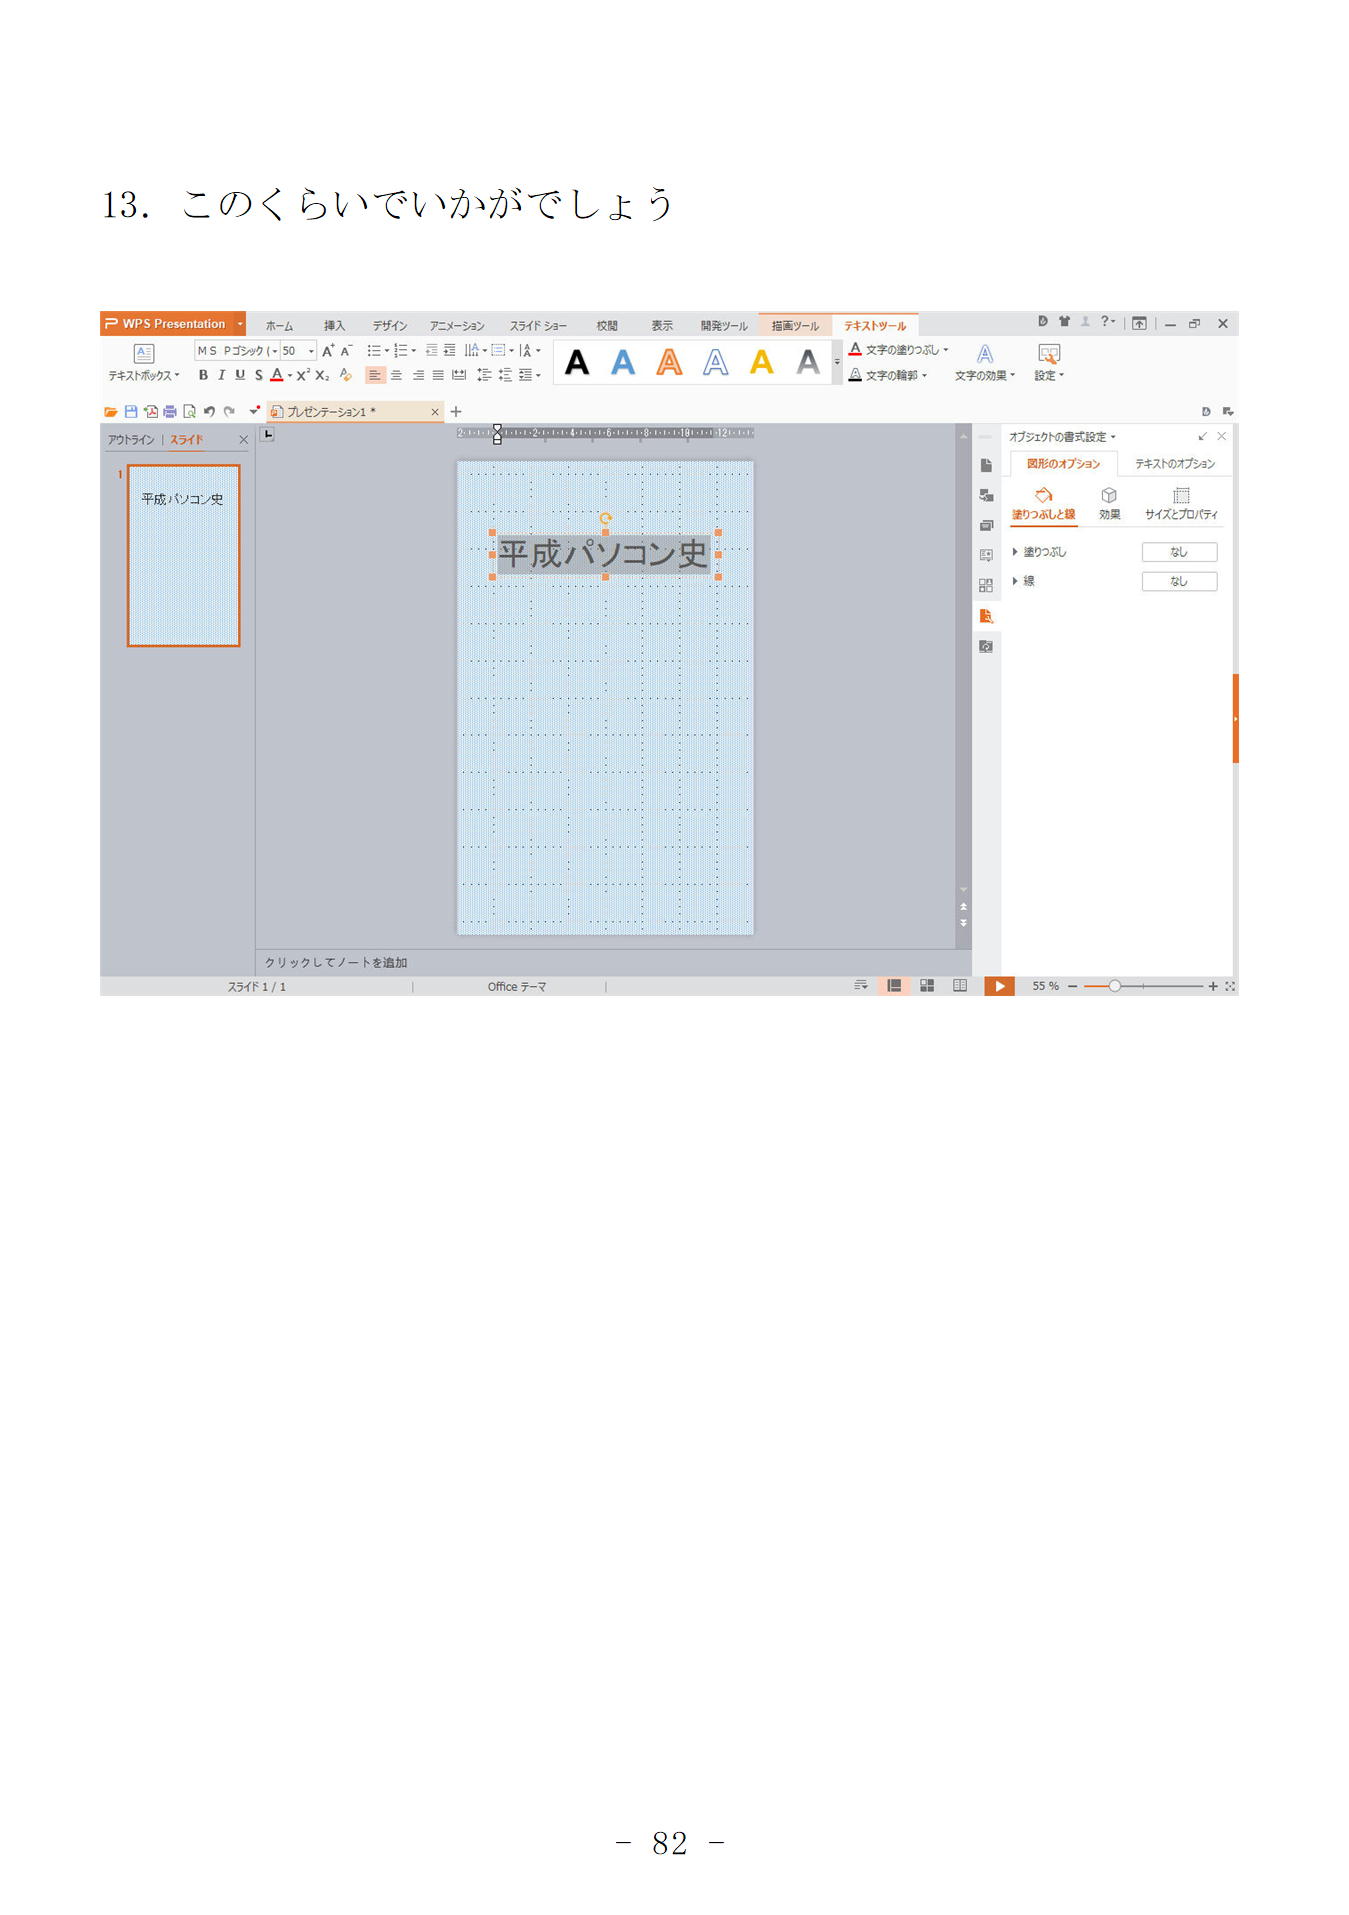 13. このくらいでいかがでしょう
WPS Presentation
ホーム 挿入 デザイン アニメーション スライド ショー 校閲 表示 開発ツール 描画ツール テキストツール
ＭＳ Ｐゴシック ( 50
文字の塗りつぶし
テキストボックス
B I U S A X² X₂
文字の輪郭 文字の効果 設定
プレゼンテーション1 *
アウトライン スライド
2 2 4 6 8 10 12
オブジェクトの書式設定
図形のオプション テキストのオプション
塗りつぶしと線 効果 サイズとプロパティ
塗りつぶし なし
線 なし
1
平成パソコン史
平成パソコン史
クリックしてノートを追加
スライド 1 / 1 Office テーマ 55 %
- 82 -